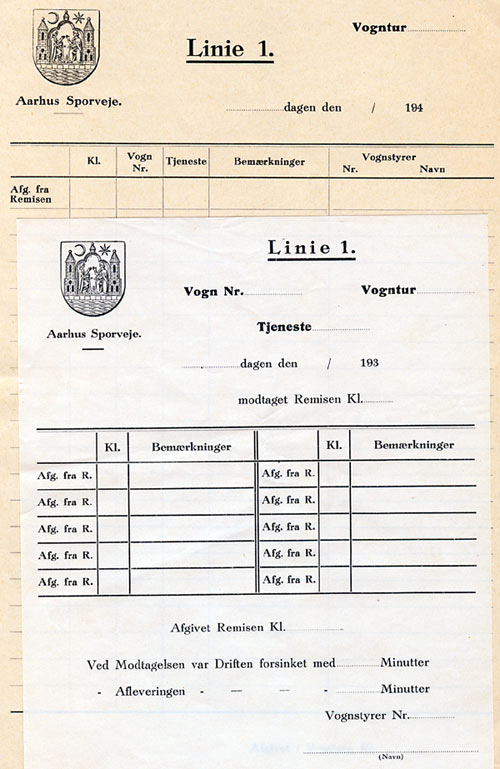 Vogntur
Linie 1.
Aarhus Sporveje.
dagen den / 194
Kl. Vogn Nr. Tjeneste Bemærkninger Vognstyrer Nr. Navn
Afg. fra Remisen
Linie 1.
Vogn Nr. Vogntur
Aarhus Sporveje.
Tjeneste
dagen den / 193
modtaget Remisen Kl.
Kl. Bemærkninger Kl. Bemærkninger
Afg. fra R. Afg. fra R.
Afg. fra R. Afg. fra R.
Afg. fra R. Afg. fra R.
Afg. fra R. Afg. fra R.
Afg. fra R. Afg. fra R.
Afgivet Remisen Kl.
Ved Modtagelsen var Driften forsinket med Minutter
- Afleveringen - — — - Minutter
Vognstyrer Nr.
(Navn)